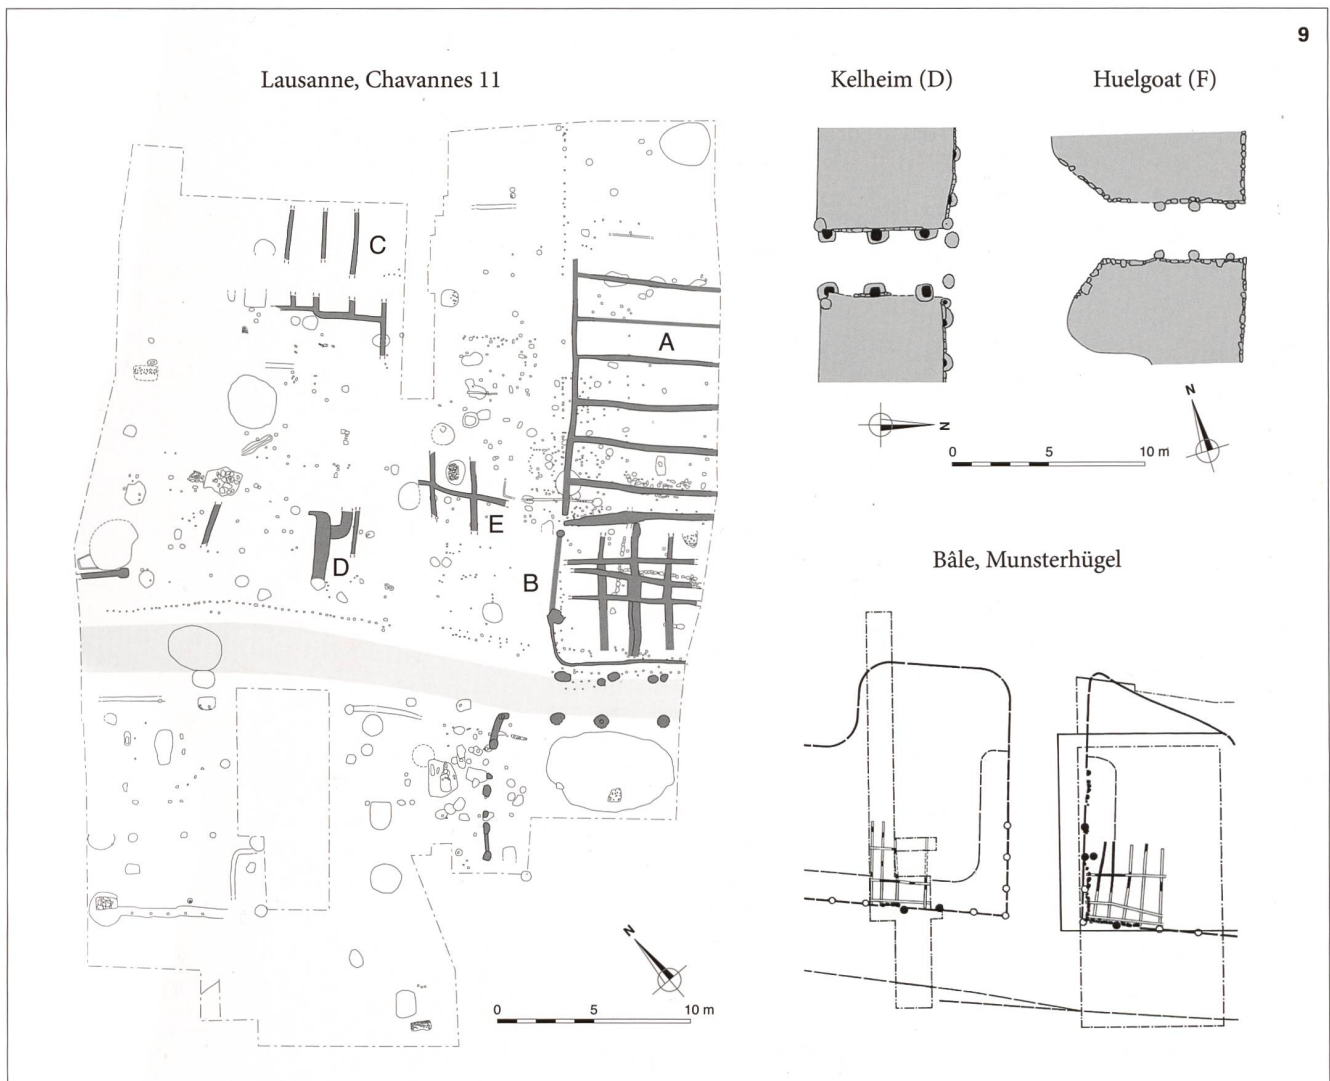 9
Lausanne, Chavannes 11
Kelheim (D)
Huelgoat (F)
C
A
E
D
B
N
N
0 5 10 m
Bâle, Munsterhügel
N
0 5 10 m